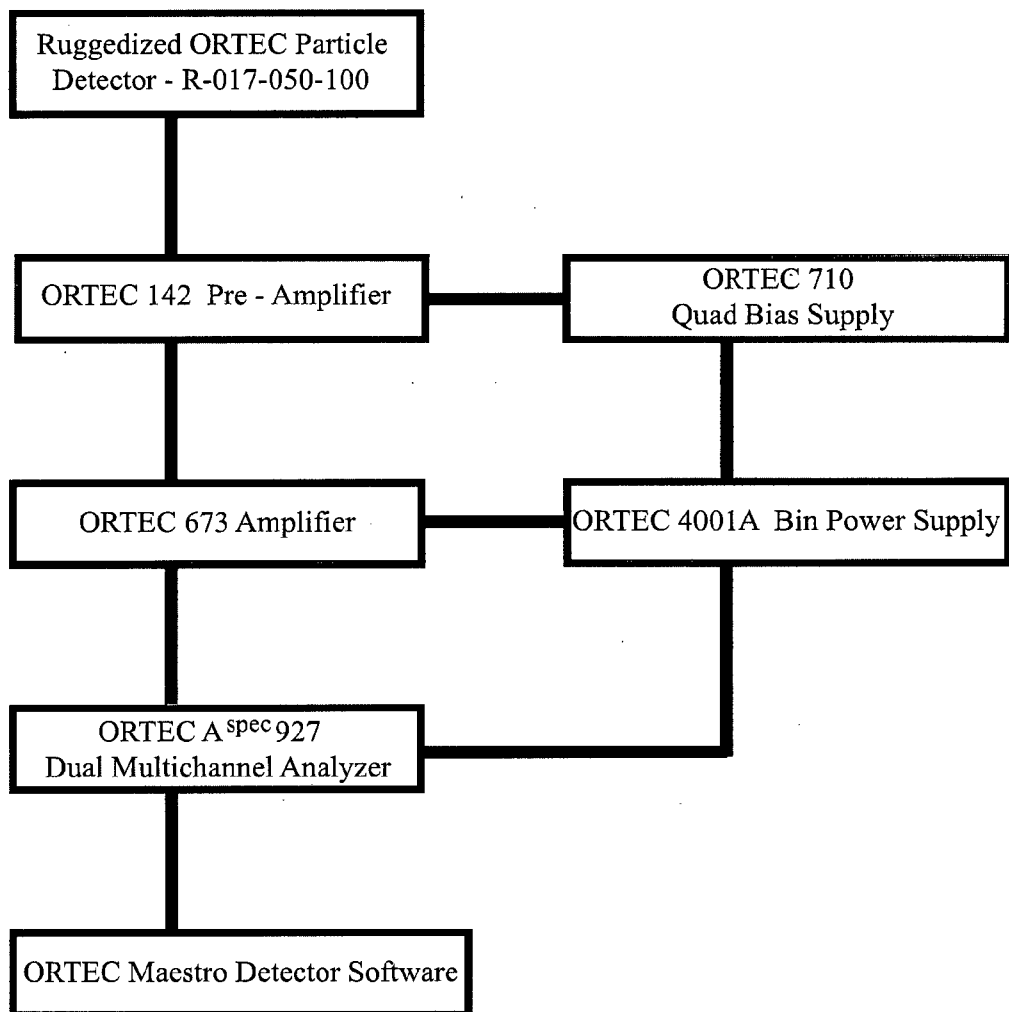 Ruggedized ORTEC Particle
Detector - R-017-050-100
ORTEC 142 Pre - Amplifier
ORTEC 710
Quad Bias Supply
ORTEC 673 Amplifier
ORTEC 4001A Bin Power Supply
ORTEC Aspec 927
Dual Multichannel Analyzer
ORTEC Maestro Detector Software